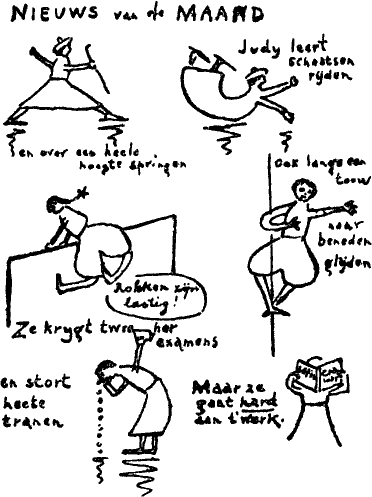 NIEUWS van de MAAND
Judy leert
schaatsen
rijden
en over een heele
hoogte springen
Ook langs een
touw
naar
beneden
glijden
Rokken zijn
lastig!
Ze krygt twee her
examens
en stort
heete
tranen
Maar ze
gaat hard
aan 't werk.